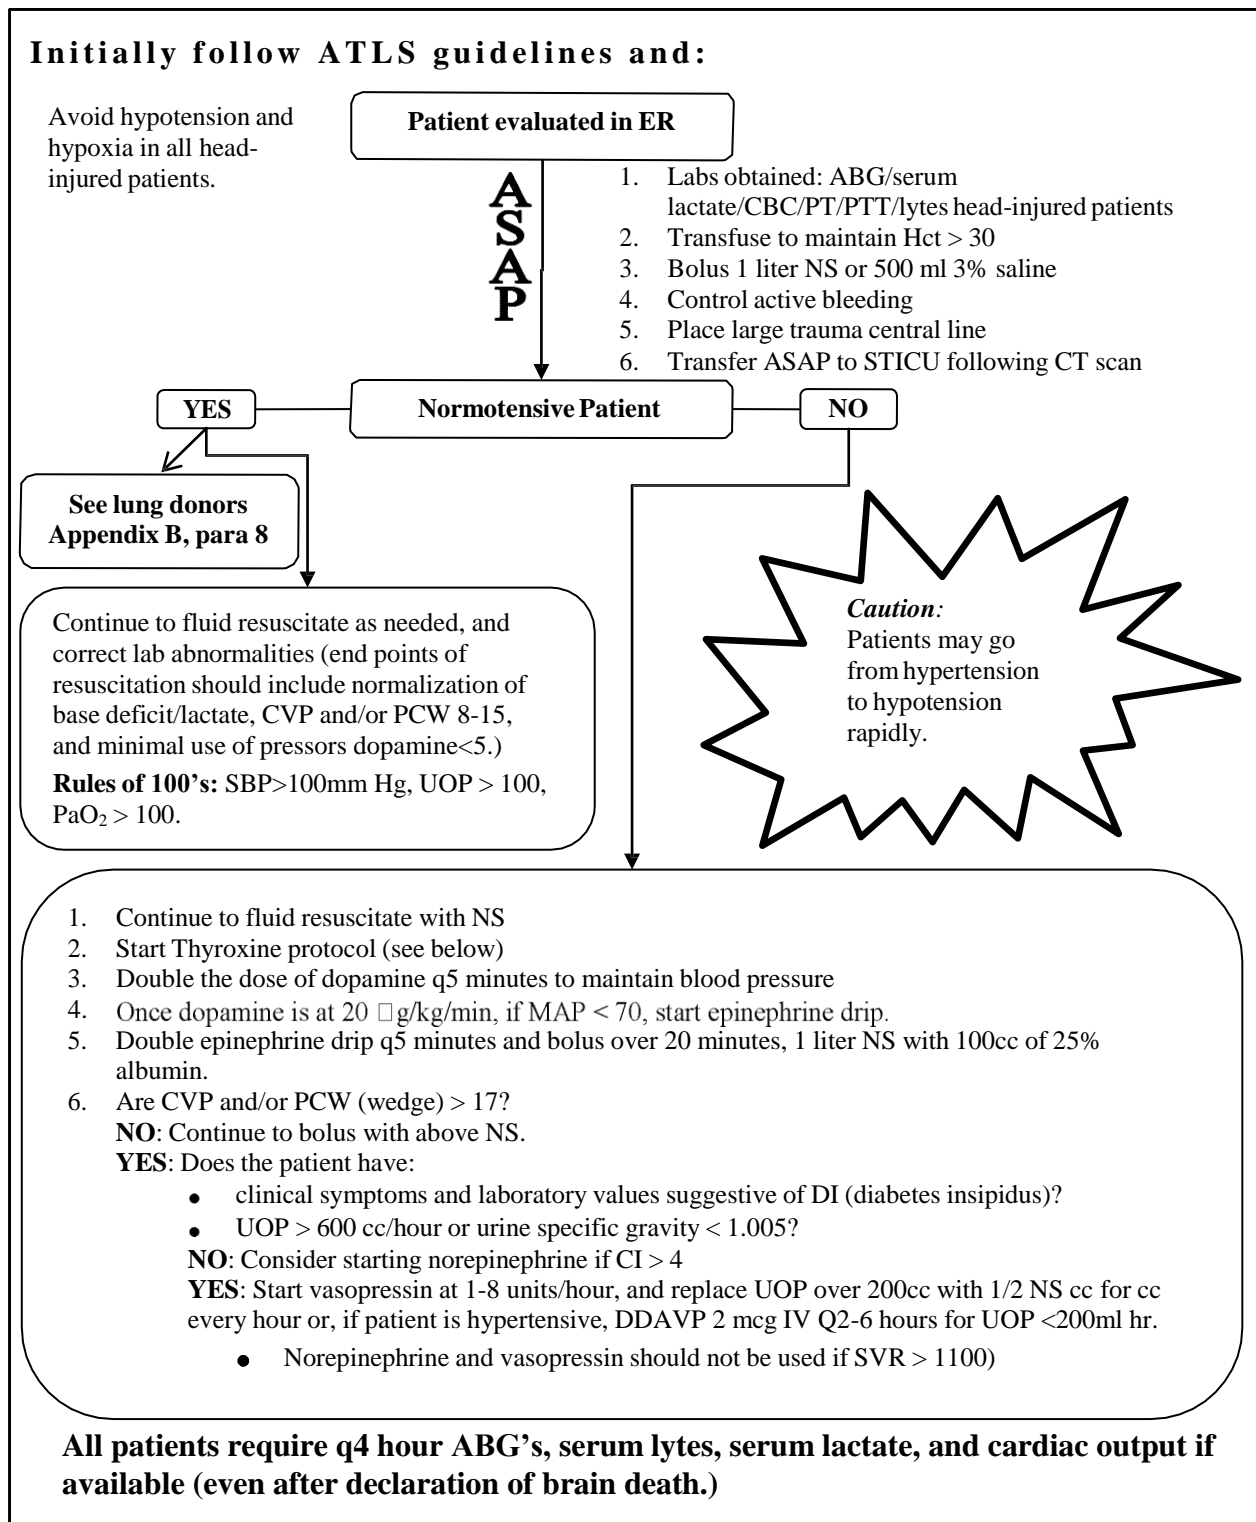 Initially follow ATLS guidelines and:
Avoid hypotension and
hypoxia in all head-
injured patients.
Patient evaluated in ER
ASAP
1. Labs obtained: ABG/serum
lactate/CBC/PT/PTT/lytes head-injured patients
2. Transfuse to maintain Hct > 30
3. Bolus 1 liter NS or 500 ml 3% saline
4. Control active bleeding
5. Place large trauma central line
6. Transfer ASAP to STICU following CT scan
YES
Normotensive Patient
NO
See lung donors
Appendix B, para 8
Continue to fluid resuscitate as needed, and
correct lab abnormalities (end points of
resuscitation should include normalization of
base deficit/lactate, CVP and/or PCW 8-15,
and minimal use of pressors dopamine<5.)
Rules of 100’s: SBP>100mm Hg, UOP > 100,
PaO₂ > 100.
Caution:
Patients may go
from hypertension
to hypotension
rapidly.
1. Continue to fluid resuscitate with NS
2. Start Thyroxine protocol (see below)
3. Double the dose of dopamine q5 minutes to maintain blood pressure
4. Once dopamine is at 20 □g/kg/min, if MAP < 70, start epinephrine drip.
5. Double epinephrine drip q5 minutes and bolus over 20 minutes, 1 liter NS with 100cc of 25%
albumin.
6. Are CVP and/or PCW (wedge) > 17?
NO: Continue to bolus with above NS.
YES: Does the patient have:
● clinical symptoms and laboratory values suggestive of DI (diabetes insipidus)?
● UOP > 600 cc/hour or urine specific gravity < 1.005?
NO: Consider starting norepinephrine if CI > 4
YES: Start vasopressin at 1-8 units/hour, and replace UOP over 200cc with 1/2 NS cc for cc
every hour or, if patient is hypertensive, DDAVP 2 mcg IV Q2-6 hours for UOP <200ml hr.
● Norepinephrine and vasopressin should not be used if SVR > 1100)
All patients require q4 hour ABG’s, serum lytes, serum lactate, and cardiac output if
available (even after declaration of brain death.)